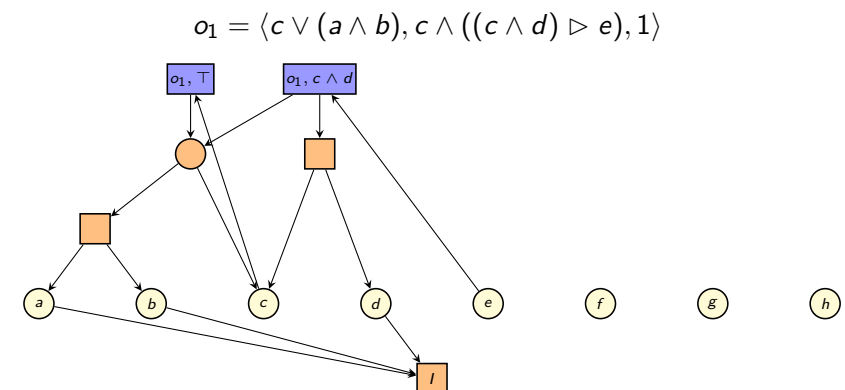 o₁ = ⟨c ∨ (a ∧ b), c ∧ ((c ∧ d) ▷ e), 1⟩
o₁, ⊤ o₁, c ∧ d
a b c d e f g h
I